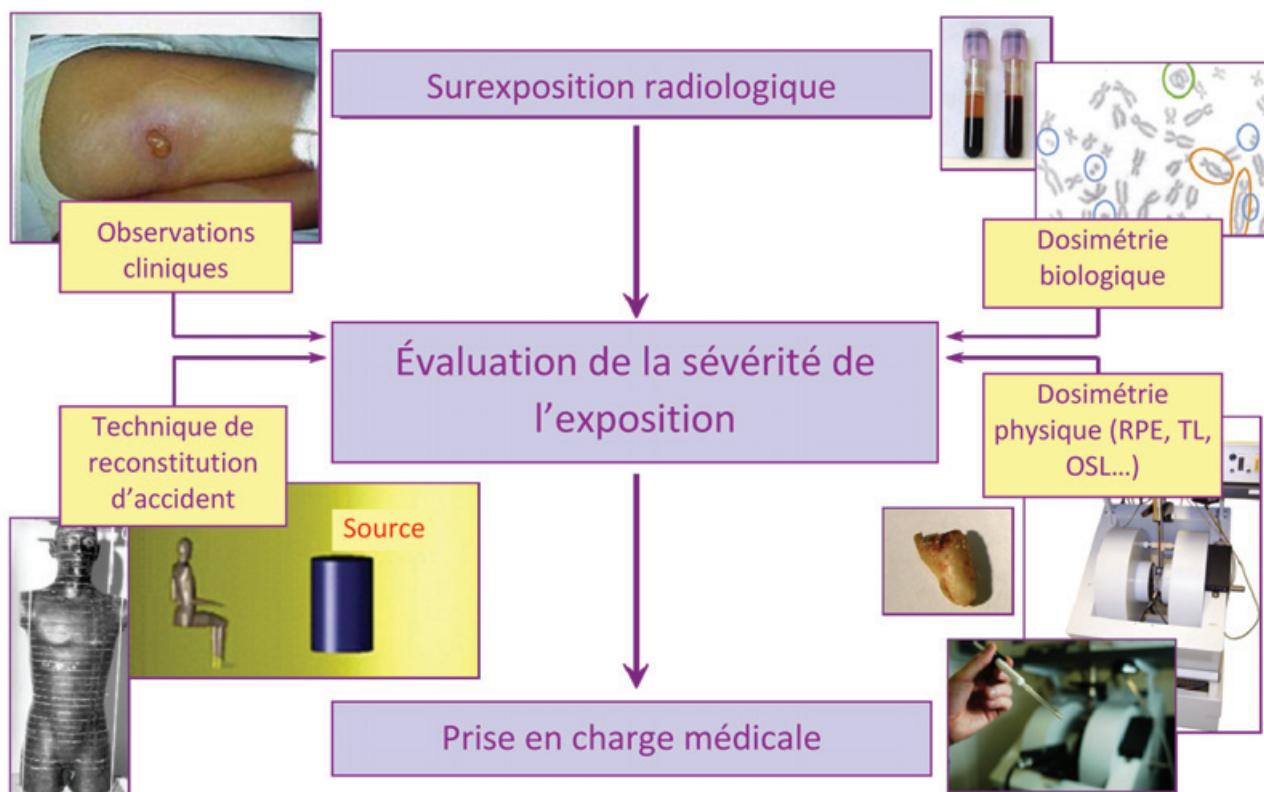 Surexposition radiologique
Observations
cliniques
Dosimétrie
biologique
Évaluation de la sévérité de
l’exposition
Technique de
reconstitution
d’accident
Dosimétrie
physique (RPE, TL,
OSL...)
Source
Prise en charge médicale